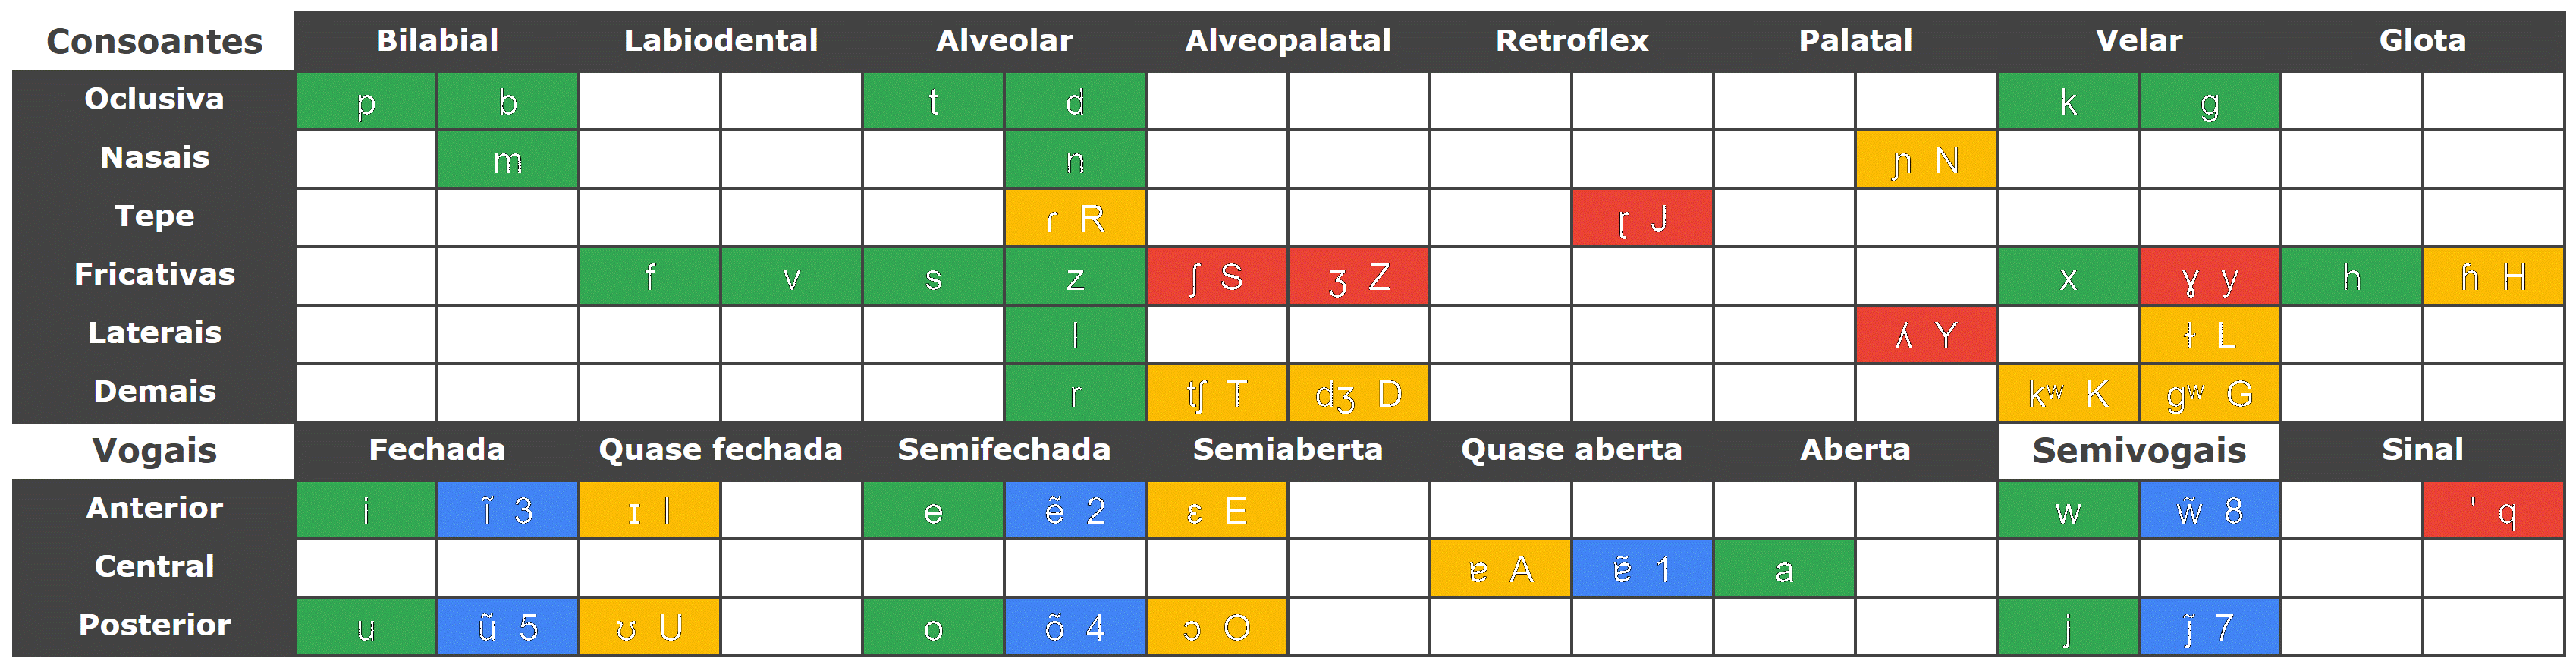 Consoantes Bilabial Labiodental Alveolar Alveopalatal Retroflex Palatal Velar Glota
Oclusiva p b t d k g
Nasais m n ɲ N
Tepe ɾ R ɽ J
Fricativas f v s z ʃ S ʒ Z x ɣ y h ɦ H
Laterais l ʎ Y ɫ L
Demais r tʃ T dʒ D kʷ K gʷ G
Vogais Fechada Quase fechada Semifechada Semiaberta Quase aberta Aberta Semivogais Sinal
Anterior i ĩ 3 ɪ I e ẽ 2 ɛ E w w̃ 8 ˈ q
Central ɐ A ɐ̃ 1 a
Posterior u ũ 5 ʊ U o õ 4 ɔ O j j̃ 7